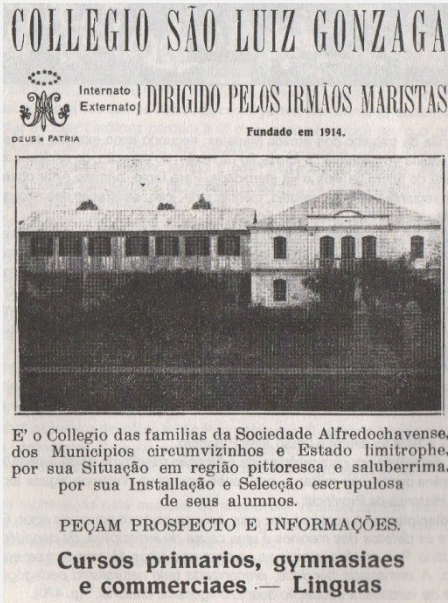 COLLEGIO SÃO LUIZ GONZAGA
DEUS e PATRIA
Internato
Externato
DIRIGIDO PELOS IRMÃOS MARISTAS
Fundado em 1914.
E' o Collegio das familias da Sociedade Alfredochavense,
dos Municipios circumvizinhos e Estado limitrophe,
por sua Situação em região pittoresca e saluberrima,
por sua Installação e Selecção escrupulosa
de seus alumnos.
PEÇAM PROSPECTO E INFORMAÇÕES.
Cursos primarios, gymnasiaes
e commerciaes — Linguas